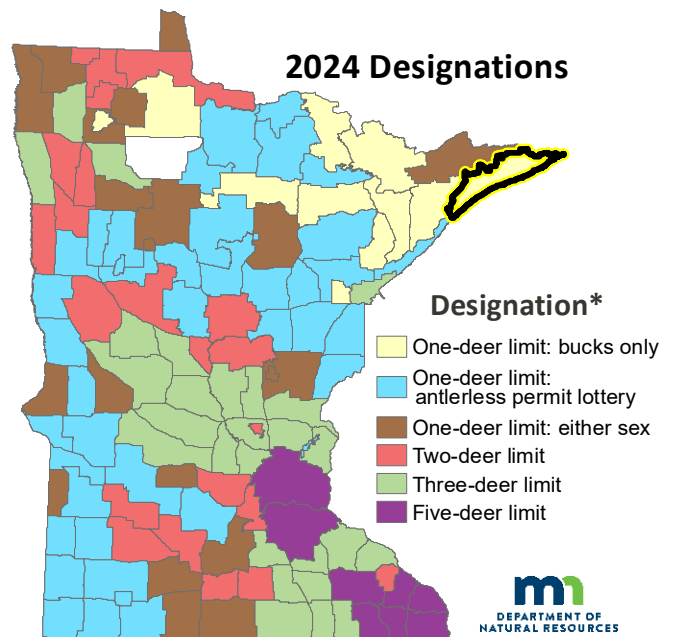 2024 Designations
Designation*
One-deer limit: bucks only
One-deer limit:
antlerless permit lottery
One-deer limit: either sex
Two-deer limit
Three-deer limit
Five-deer limit
mn
DEPARTMENT OF
NATURAL RESOURCES